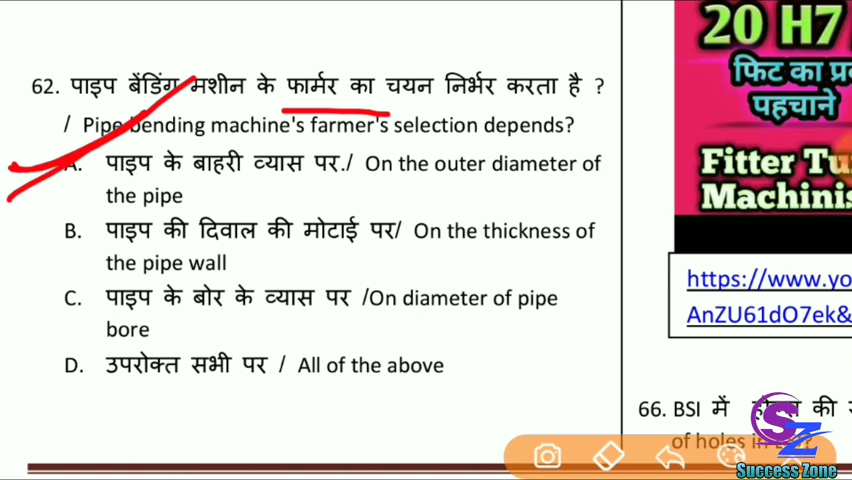 62. पाइप बेंडिंग मशीन के फार्मर का चयन निर्भर करता है ?
/ Pipe bending machine's farmer's selection depends?
A. पाइप के बाहरी व्यास पर./ On the outer diameter of
the pipe
B. पाइप की दिवाल की मोटाई पर/ On the thickness of
the pipe wall
C. पाइप के बोर के व्यास पर /On diameter of pipe
bore
D. उपरोक्त सभी पर / All of the above
20 H7
फिट का
पहचाने
Fitter
Machinis
https://www.yo
AnZU61dO7ek&
66. BSI में की
of holes in
SZ
Success Zone